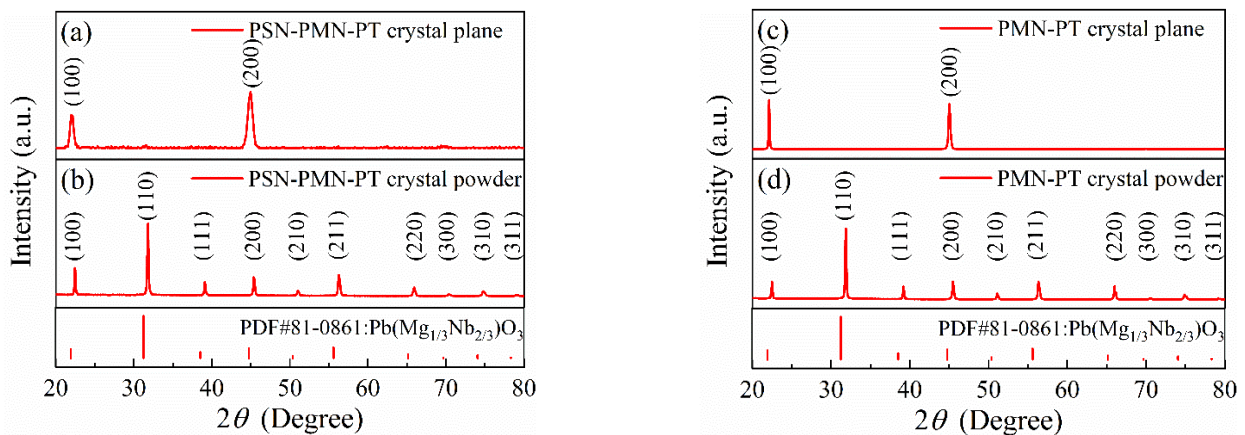 (a)
PSN-PMN-PT crystal plane
(100)
(200)
(b)
PSN-PMN-PT crystal powder
(100)
(110)
(111)
(200)
(210)
(211)
(220)
(300)
(310)
(311)
PDF#81-0861:Pb(Mg1/3Nb2/3)O3
Intensity (a.u.)
20 30 40 50 60 70 80
2θ (Degree)
(c)
PMN-PT crystal plane
(100)
(200)
(d)
PMN-PT crystal powder
(100)
(110)
(111)
(200)
(210)
(211)
(220)
(300)
(310)
(311)
PDF#81-0861:Pb(Mg1/3Nb2/3)O3
Intensity (a.u.)
20 30 40 50 60 70 80
2θ (Degree)